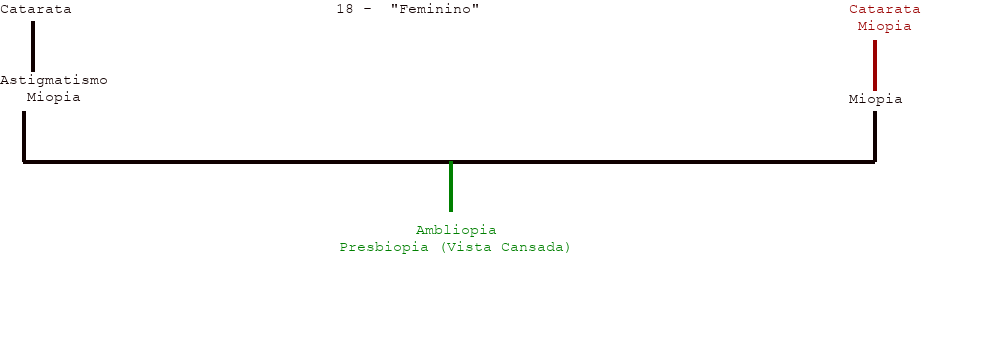 Catarata
18 - "Feminino"
Catarata
Miopia
Astigmatismo
Miopia
Miopia
Ambliopia
Presbiopia (Vista Cansada)